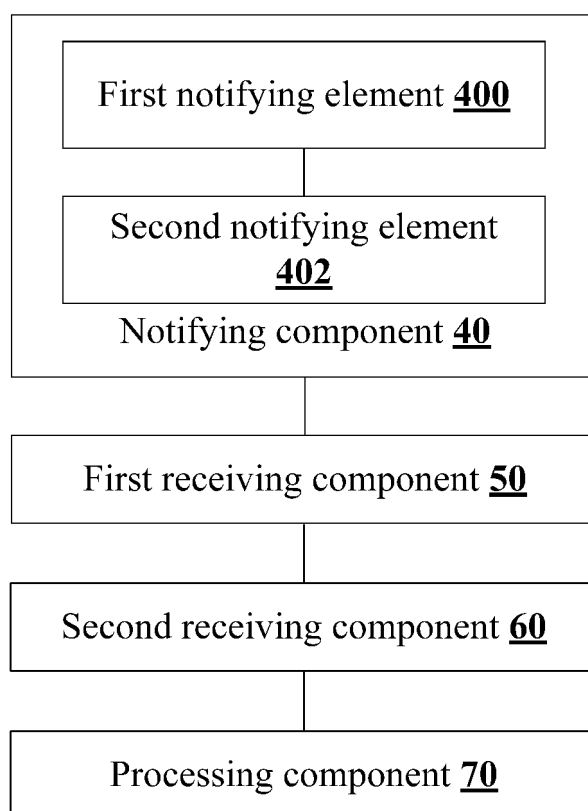 First notifying element 400
Second notifying element
402
Notifying component 40
First receiving component 50
Second receiving component 60
Processing component 70